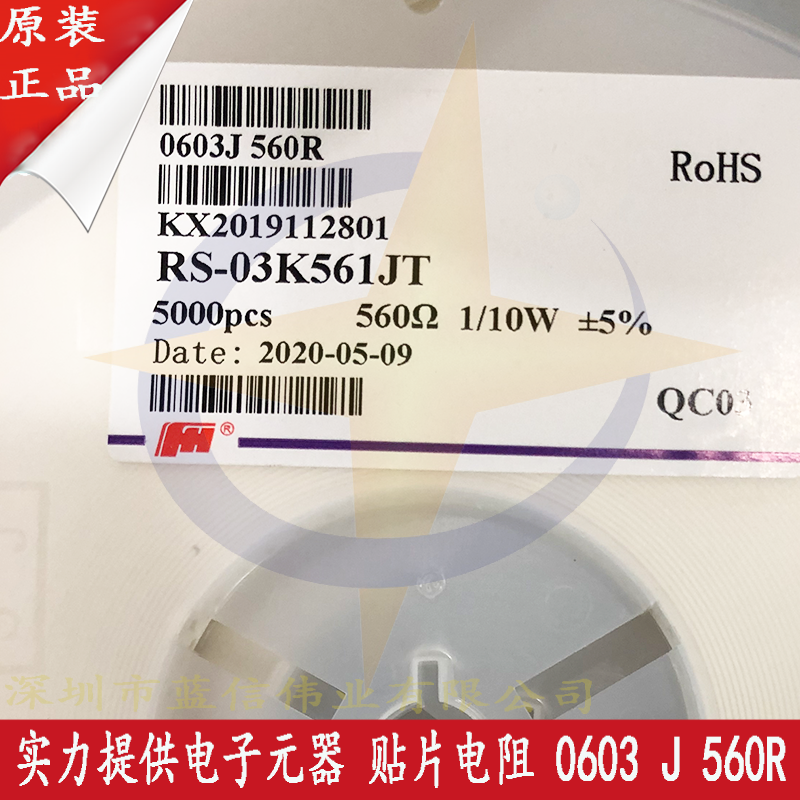 原装
正品
0603J 560R
RoHS
KX2019112801
RS-03K561JT
5000pcs 560Ω 1/10W ±5%
Date: 2020-05-09
QC03
®
深圳市蓝信伟业有限公司
实力提供电子元器 贴片电阻 0603 J 560R